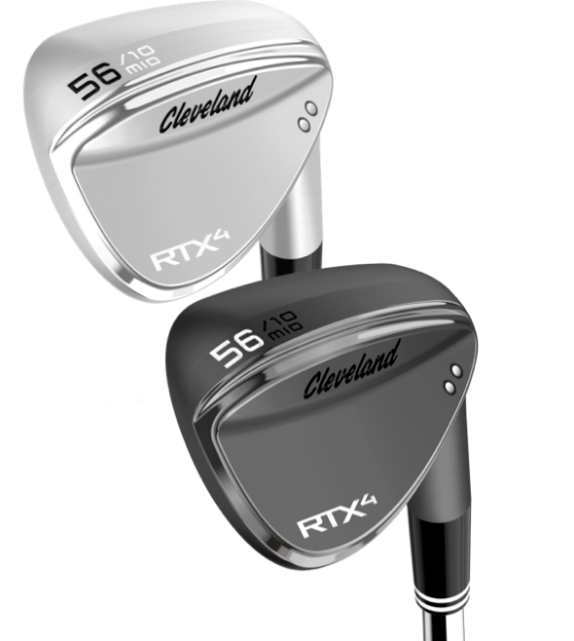 56 /10
MID
Cleveland
RTX4
56 /10
MID
Cleveland
RTX4